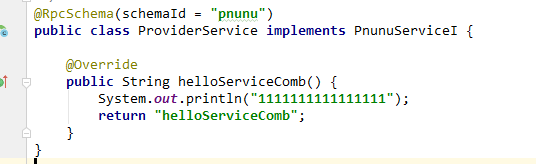 @RpcSchema(schemaId = "pnunu")
public class ProviderService implements PnunuServiceI {
@Override
public String helloServiceComb() {
System.out.println("1111111111111111");
return "helloServiceComb";
}
}